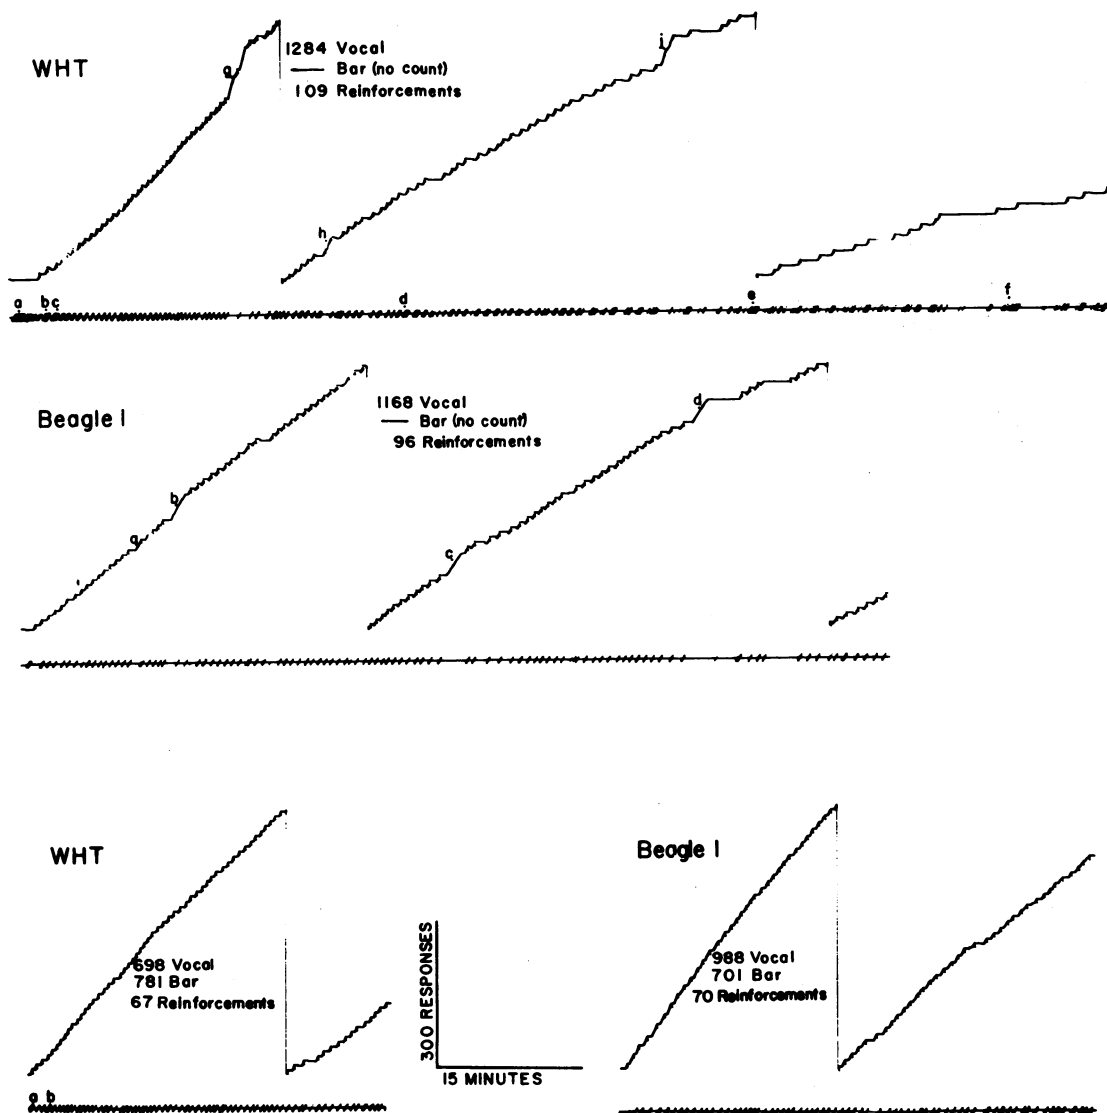 WHT
1284 Vocal
Bar (no count)
109 Reinforcements
g
i
h
a
b
c
d
e
f
Beagle I
1168 Vocal
Bar (no count)
96 Reinforcements
a
b
c
d
WHT
698 Vocal
781 Bar
67 Reinforcements
a b
300 RESPONSES
15 MINUTES
Beagle I
988 Vocal
701 Bar
70 Reinforcements